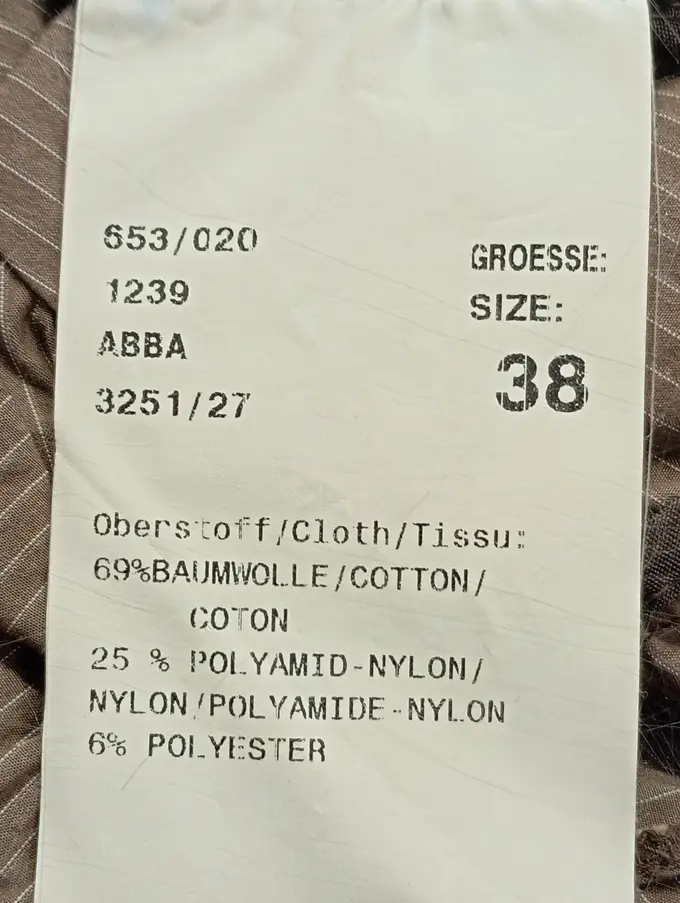 653/020
1239
ABBA
3251/27
GROESSE:
SIZE:
38
Oberstoff/Cloth/Tissu:
69%BAUMWOLLE/COTTON/
COTON
25 % POLYAMID-NYLON/
NYLON/POLYAMIDE-NYLON
6% POLYESTER